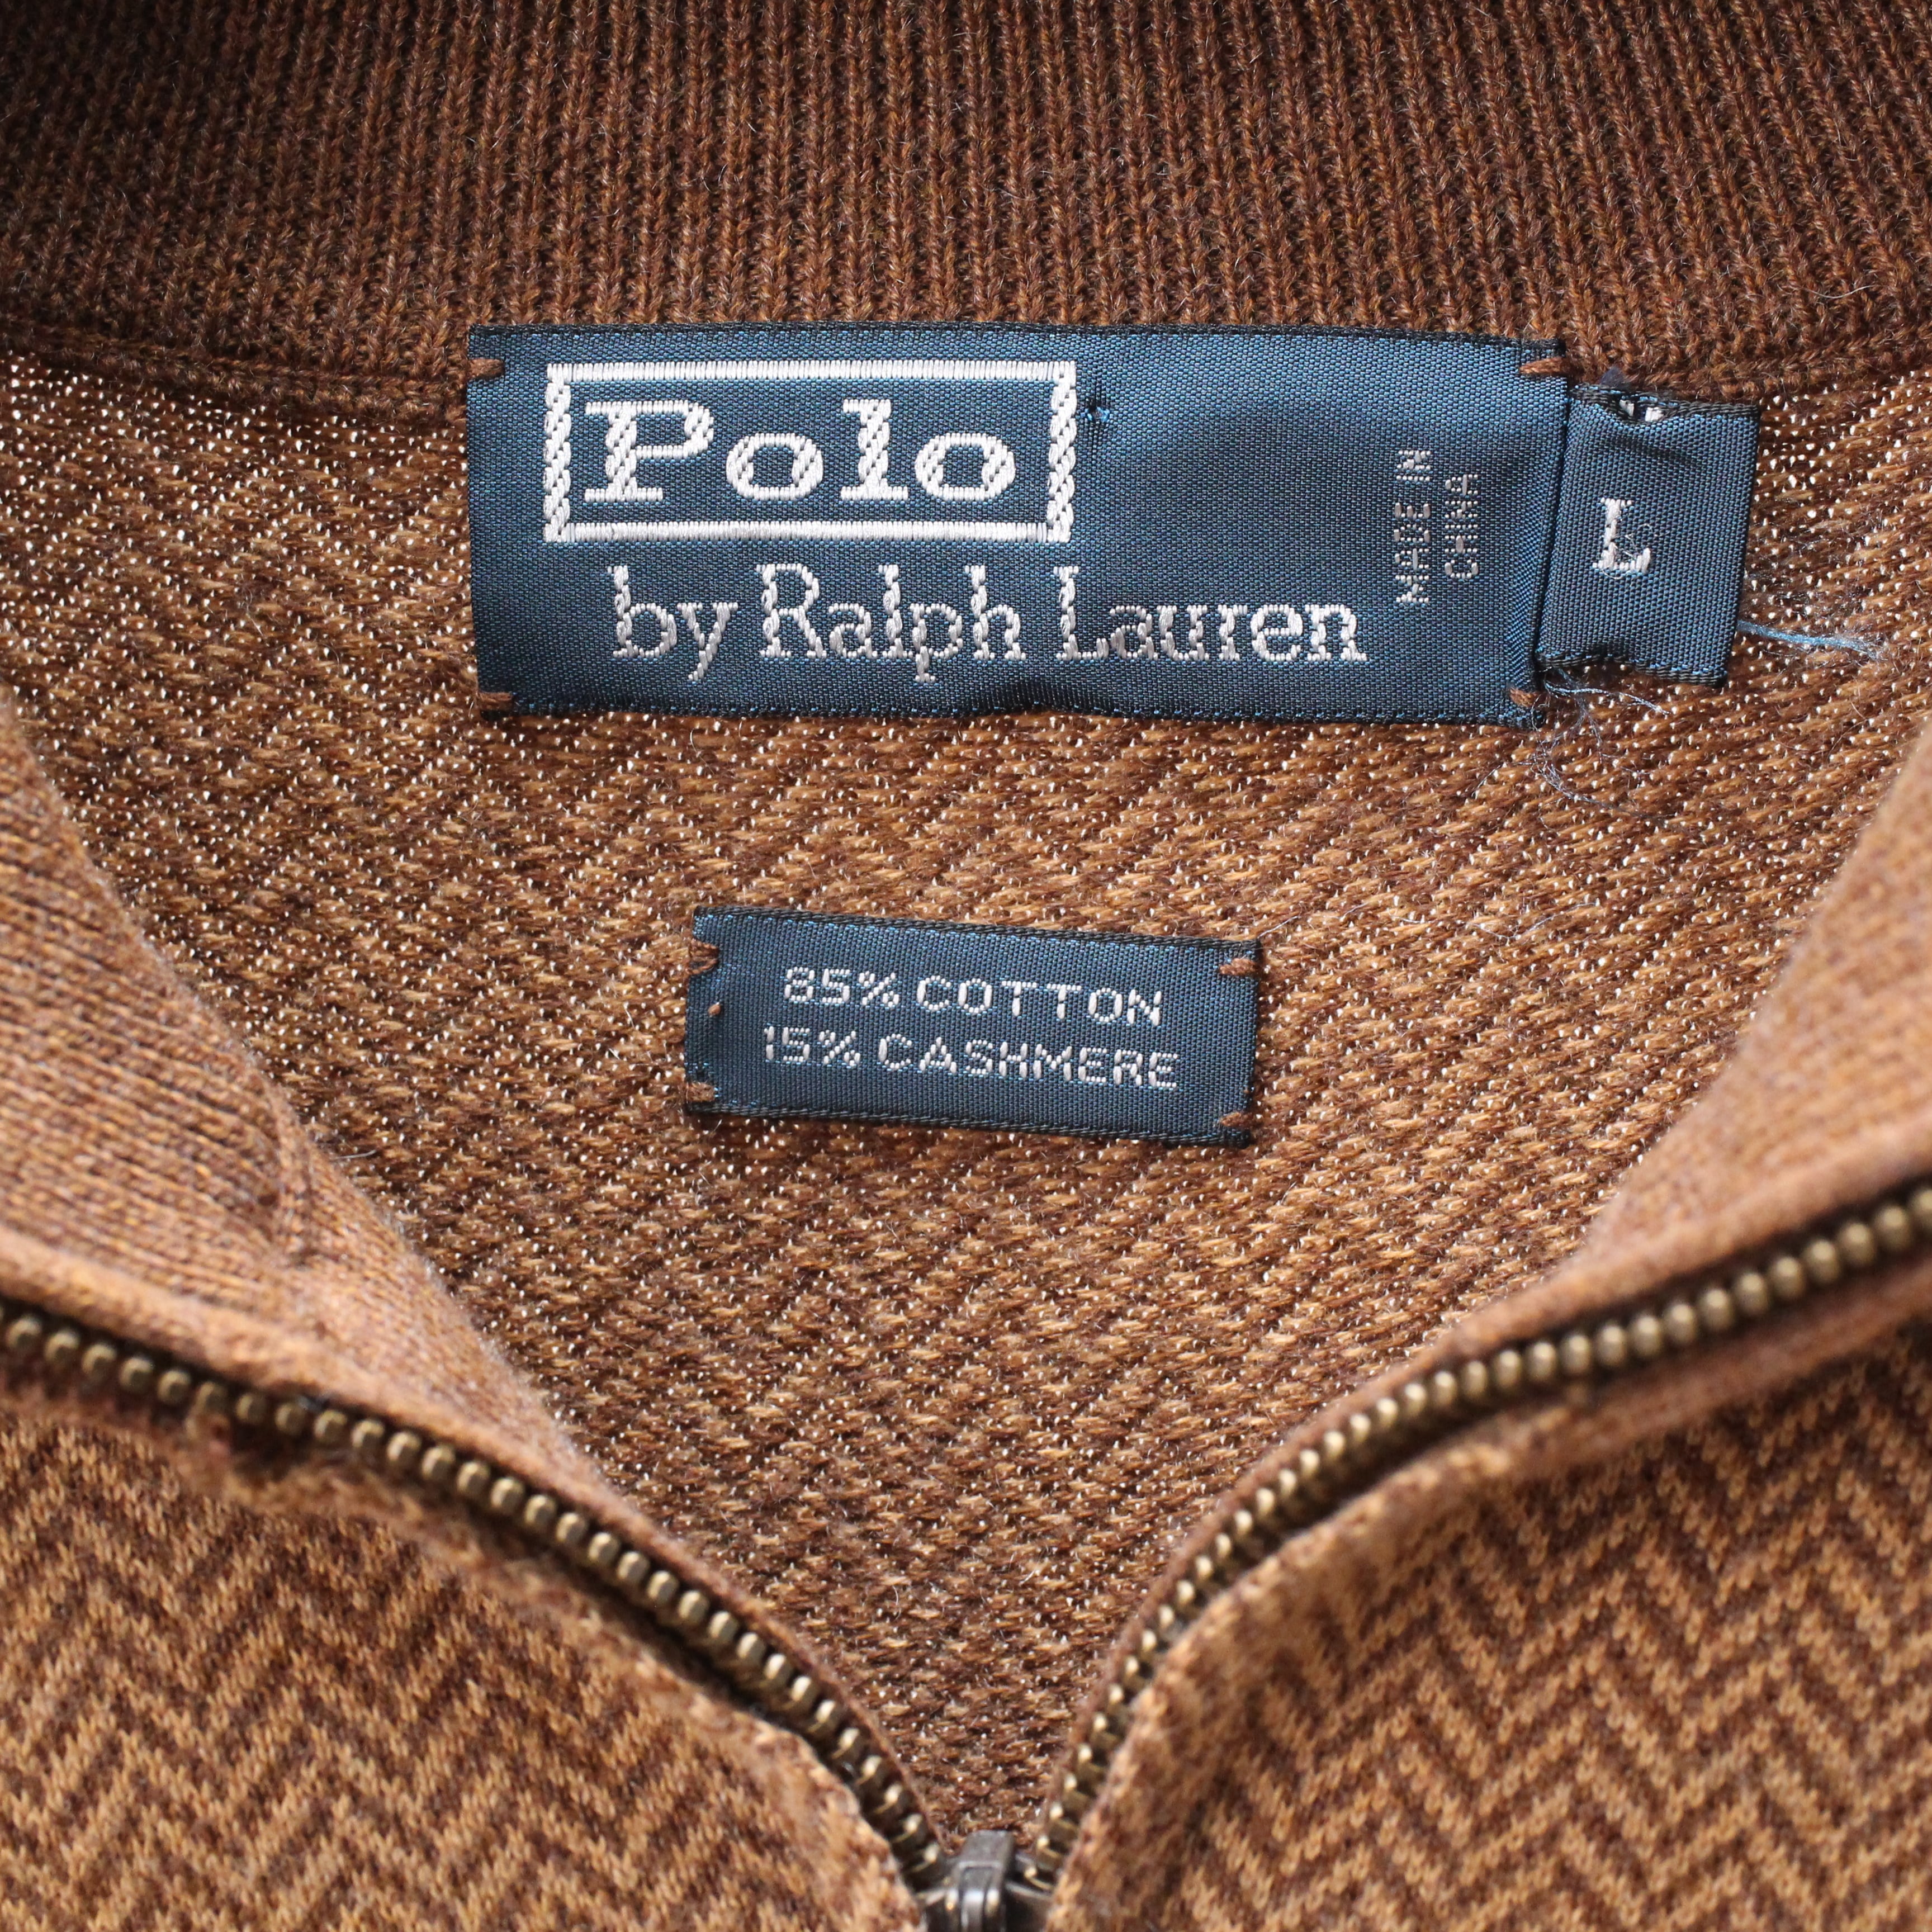 Polo
by Ralph Lauren
MADE IN
CHINA
L
85% COTTON
15% CASHMERE